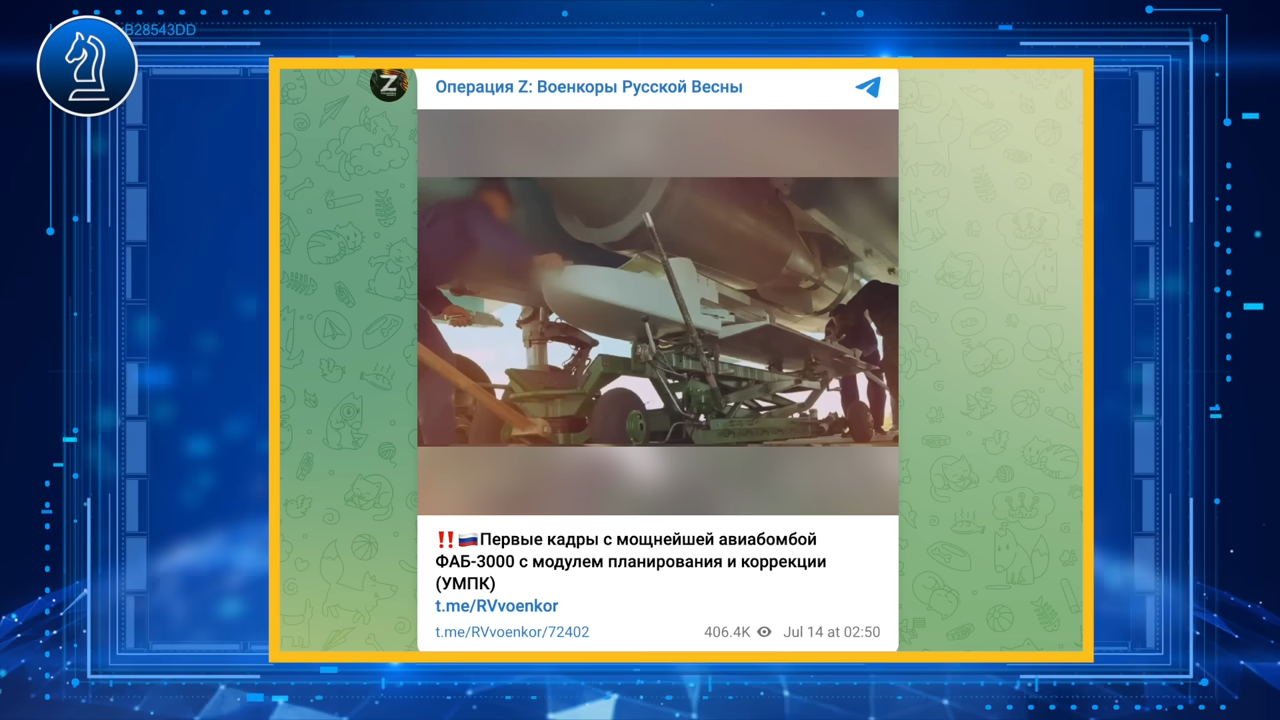 B28543DD
Операция Z: Военкоры Русской Весны
Z
‼️🇷🇺Первые кадры с мощнейшей авиабомбой
ФАБ-3000 с модулем планирования и коррекции
(УМПК)
t.me/RVvoenkor
t.me/RVvoenkor/72402 406.4K Jul 14 at 02:50